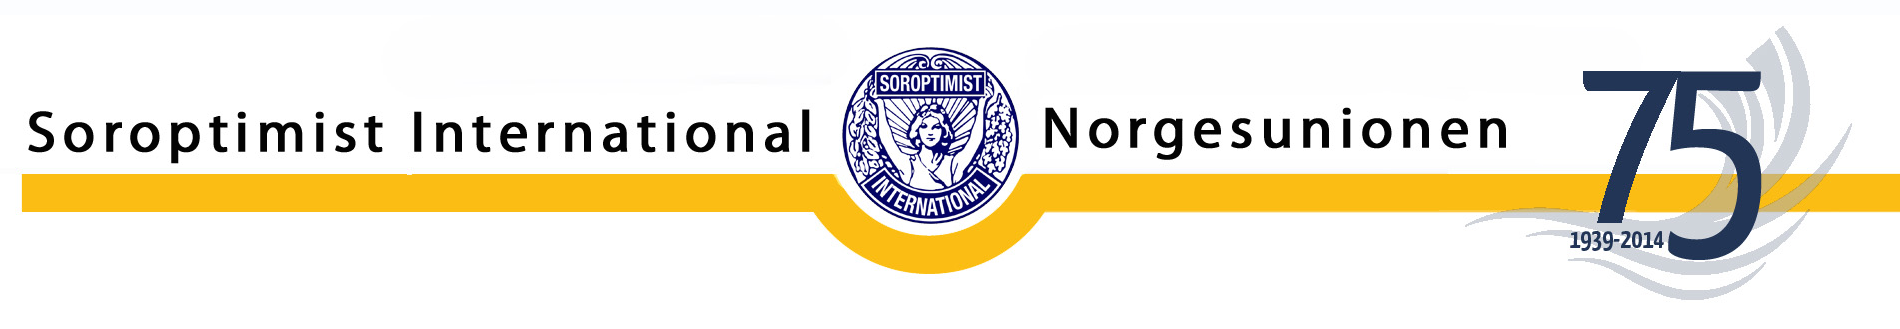 Soroptimist International
SOROPTIMIST
INTERNATIONAL
Norgesunionen
75
1939-2014